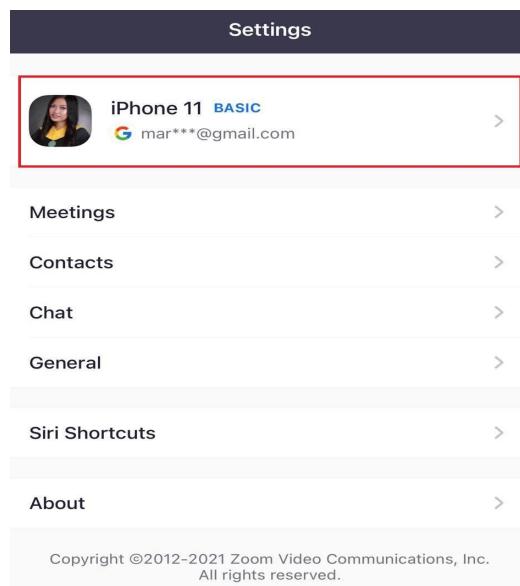 Settings
iPhone 11 BASIC
mar***@gmail.com
Meetings
Contacts
Chat
General
Siri Shortcuts
About
Copyright ©2012-2021 Zoom Video Communications, Inc.
All rights reserved.